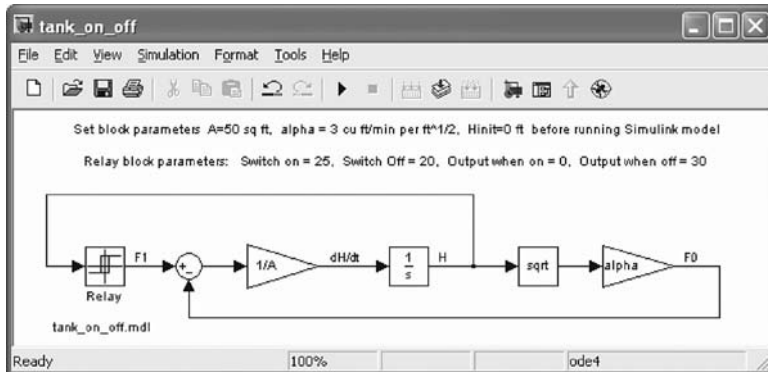 tank_on_off
File Edit View Simulation Format Tools Help
Set block parameters A=50 sq ft, alpha = 3 cu ft/min per ft^1/2, Hinit=0 ft before running Simulink model
Relay block parameters: Switch on = 25, Switch Off = 20, Output when on = 0, Output when off = 30
F1
+
-
1/A
dH/dt
1
s
H
sqrt
alpha
F0
Relay
tank_on_off.mdl
Ready 100% ode4